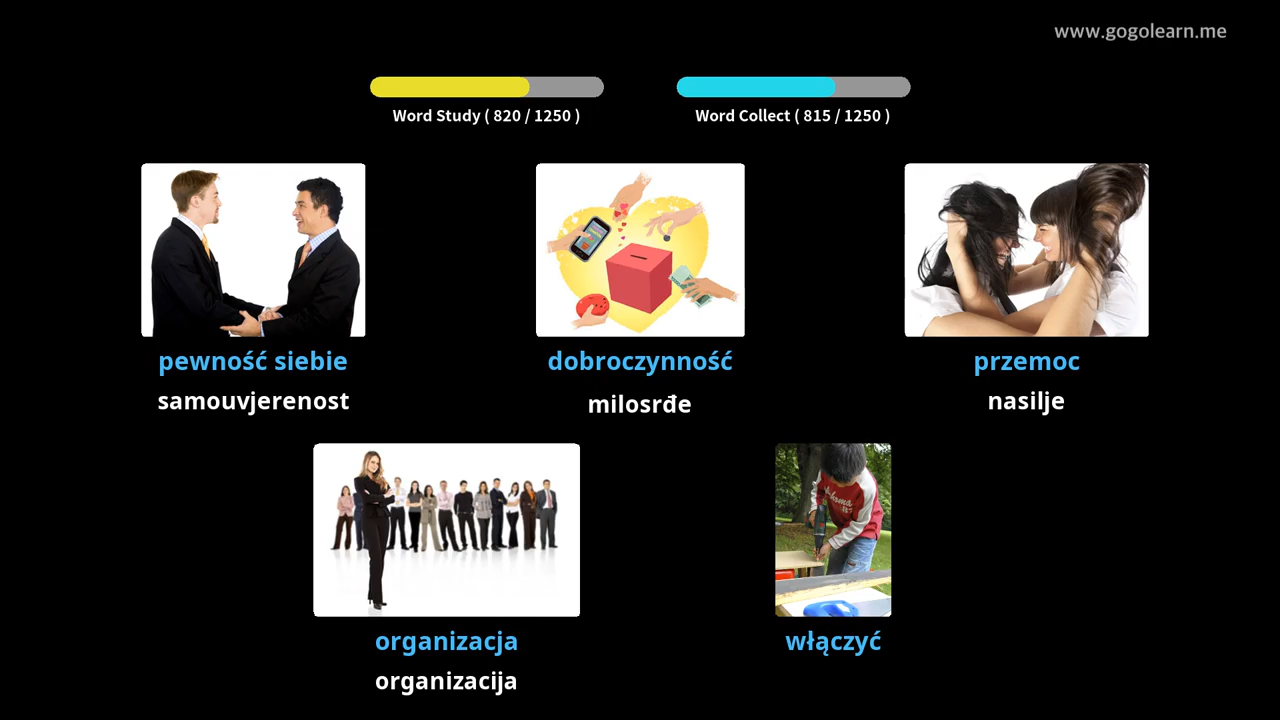 www.gogolearn.me
Word Study ( 820 / 1250 )
Word Collect ( 815 / 1250 )
pewność siebie
samouvjerenost
dobroczynność
milosrđe
przemoc
nasilje
organizacja
organizacija
włączyć